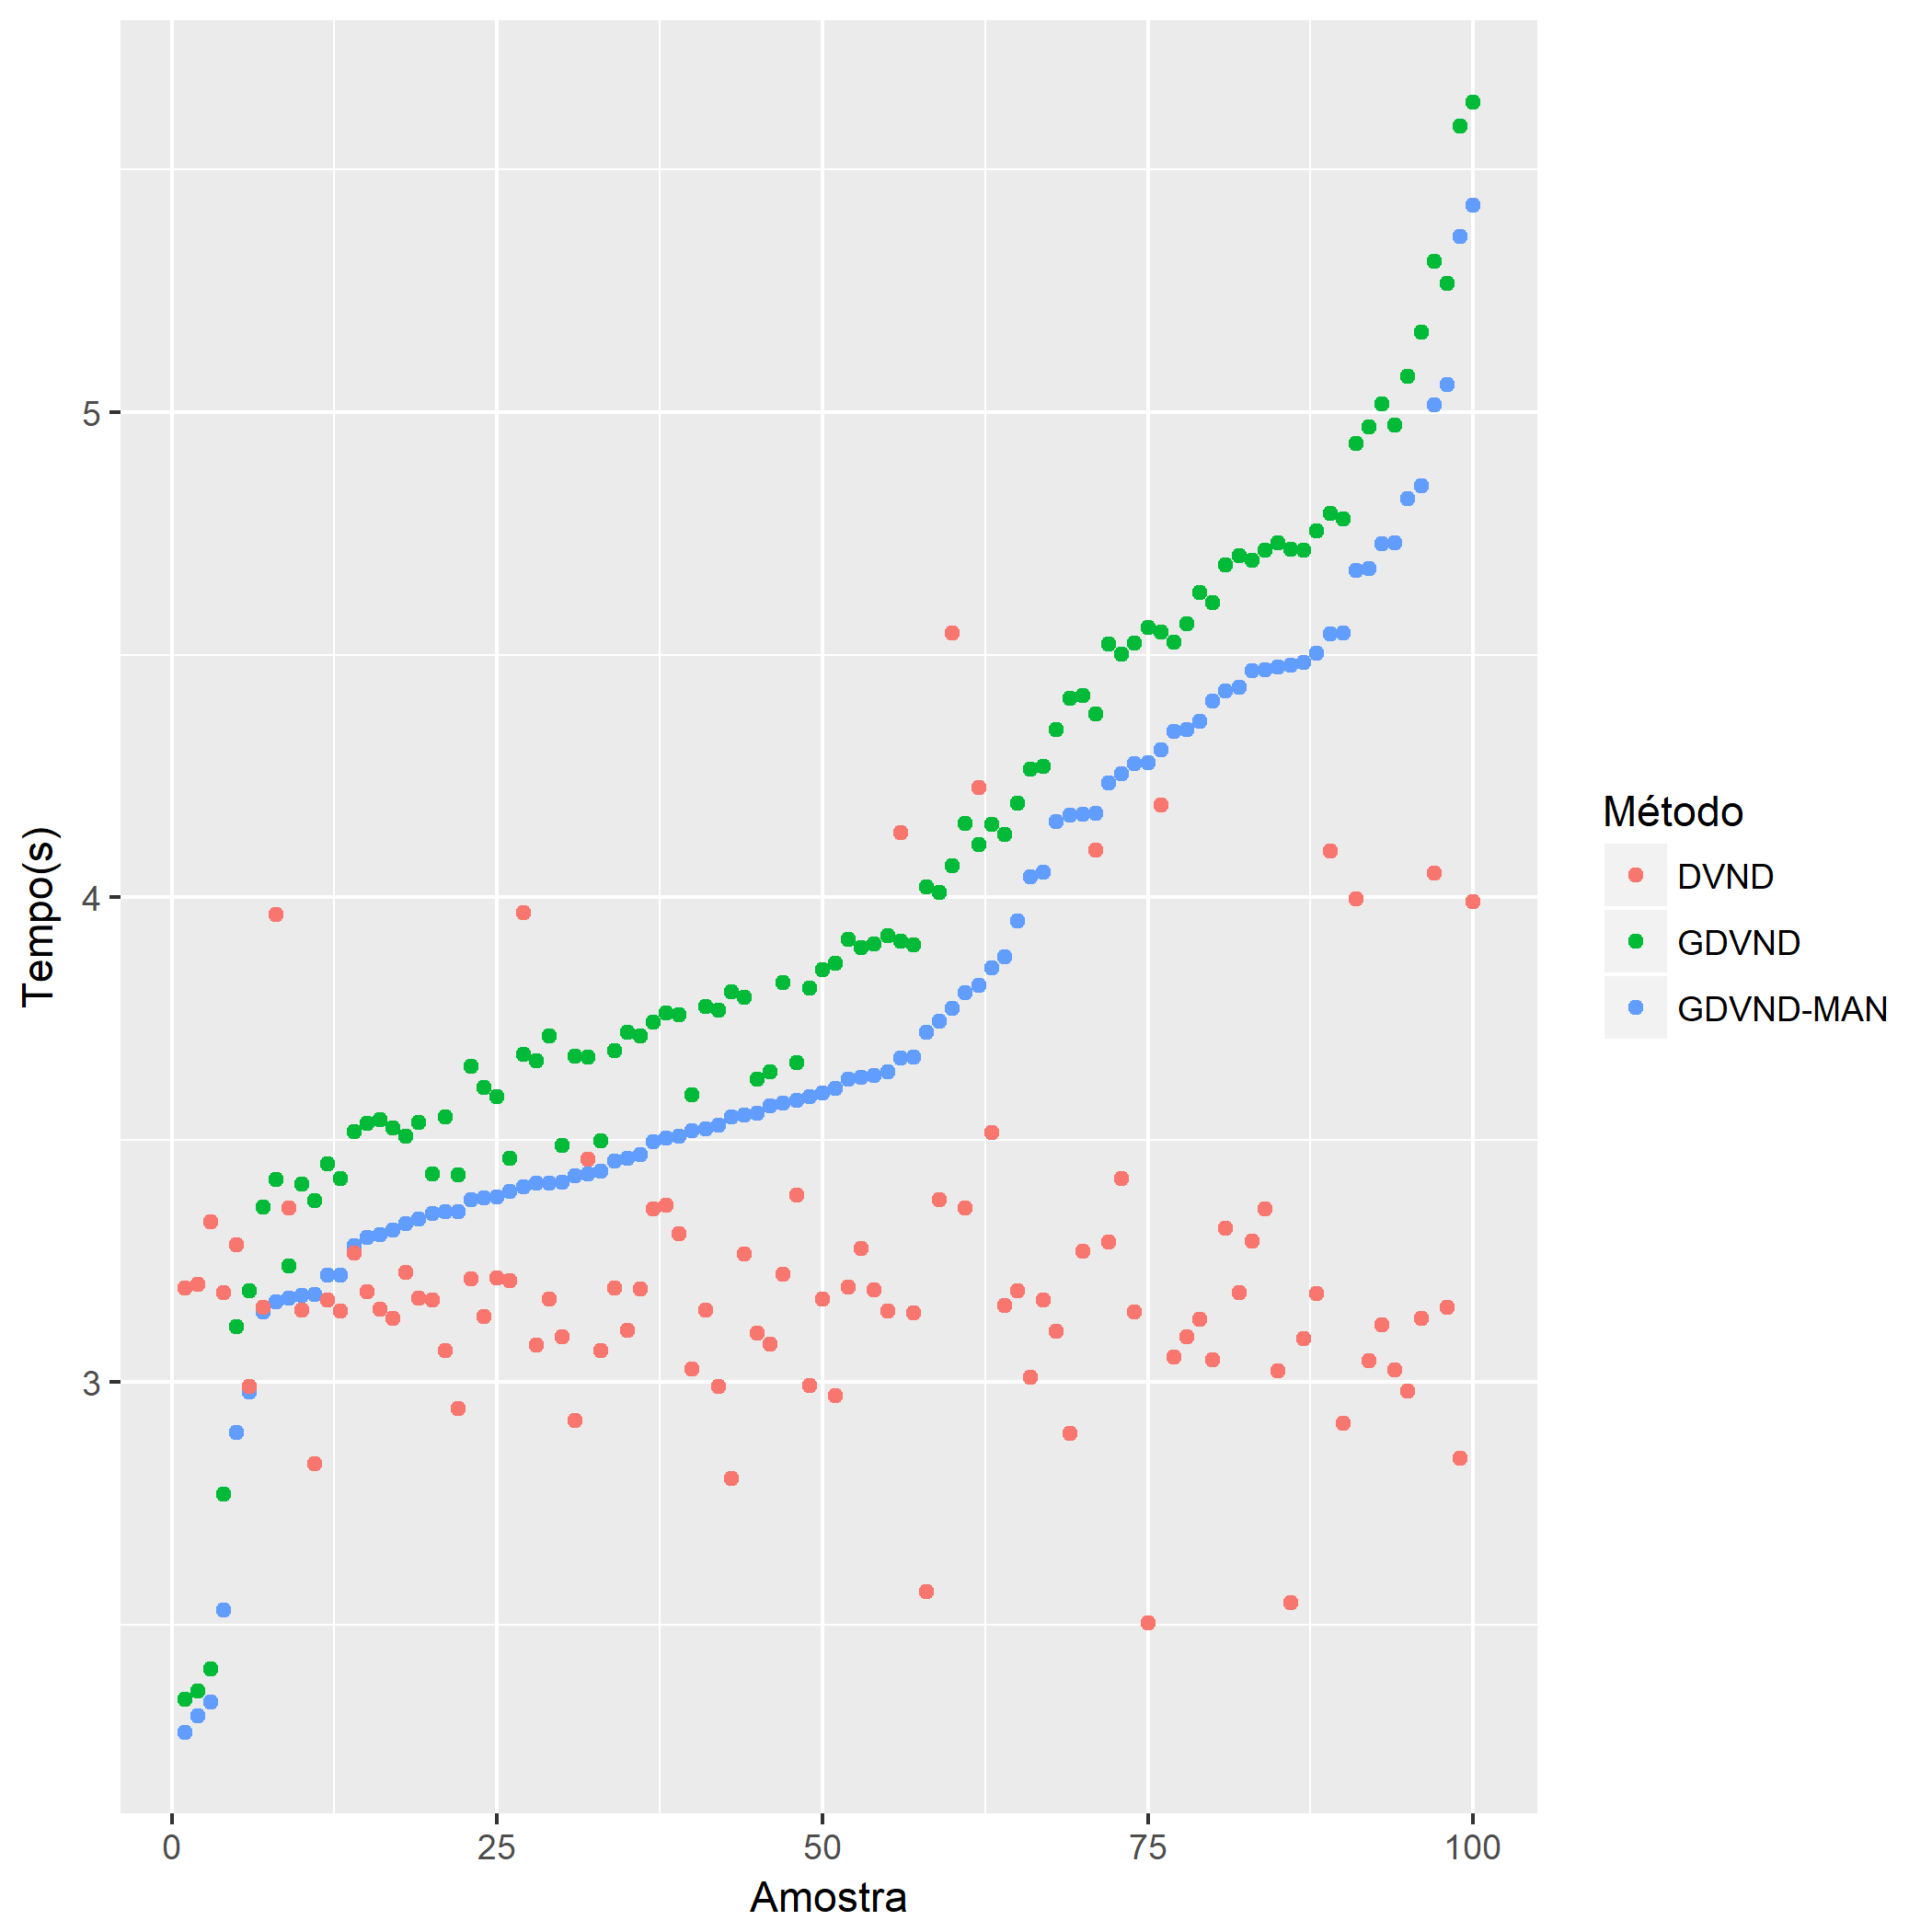 Tempo(s)
5
4
3
0 25 50 75 100
Amostra
Método
DVND
GDVND
GDVND-MAN